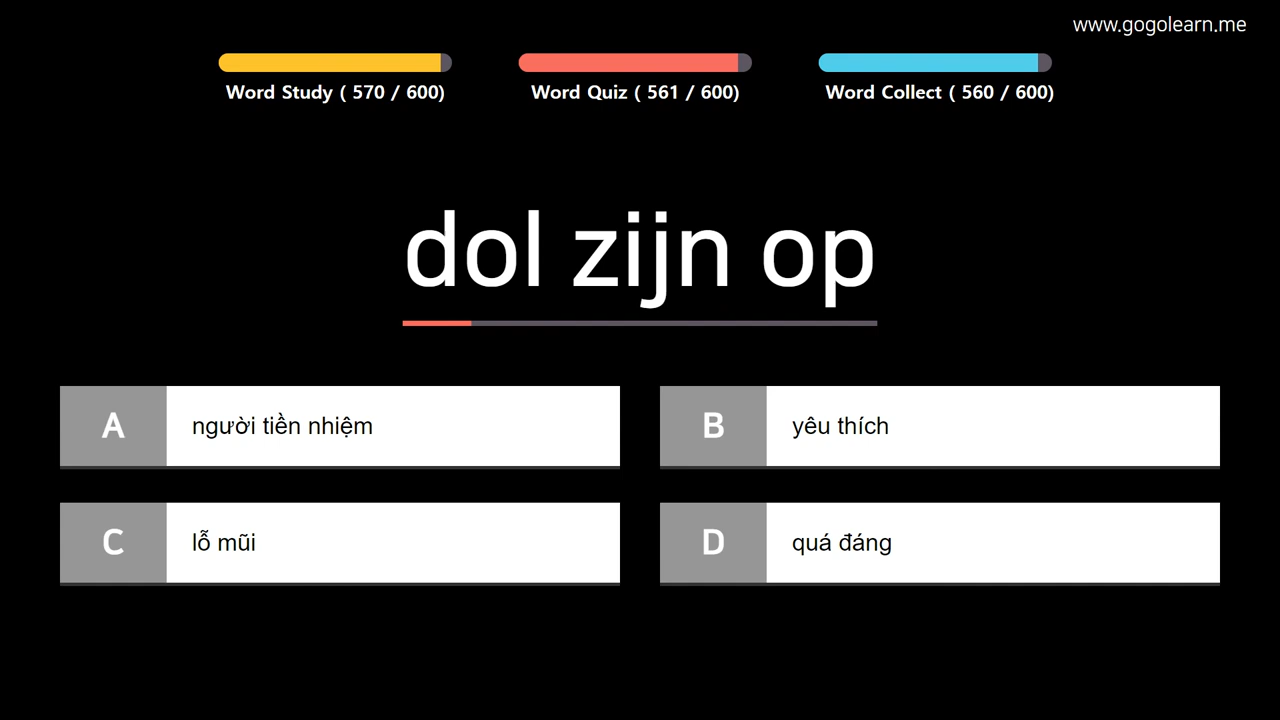 www.gogolearn.me
Word Study ( 570 / 600)
Word Quiz ( 561 / 600)
Word Collect ( 560 / 600)
dol zijn op
A người tiền nhiệm
B yêu thích
C lỗ mũi
D quá đáng